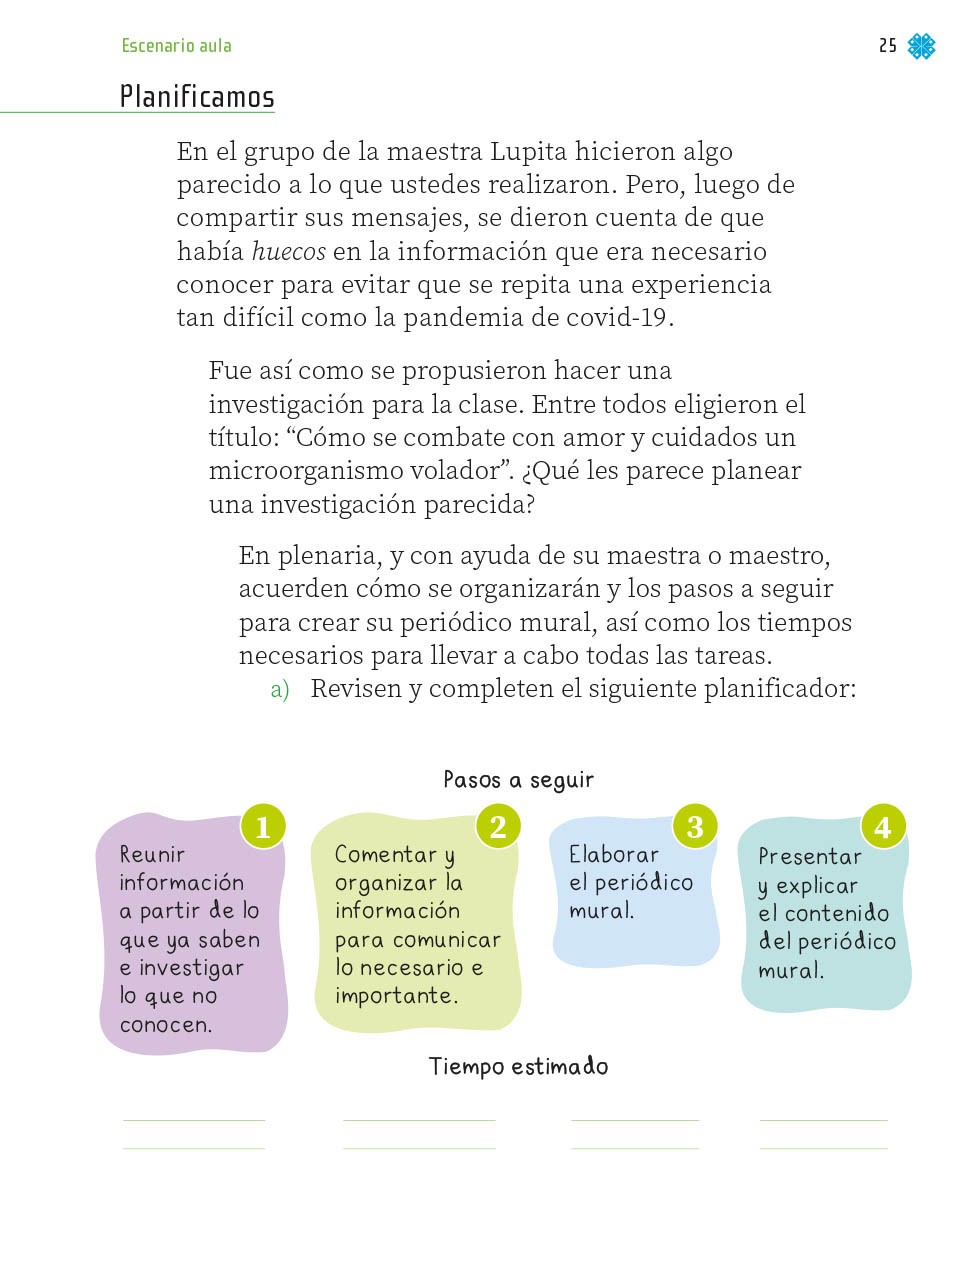 Escenario aula
25
Planificamos
En el grupo de la maestra Lupita hicieron algo
parecido a lo que ustedes realizaron. Pero, luego de
compartir sus mensajes, se dieron cuenta de que
había huecos en la información que era necesario
conocer para evitar que se repita una experiencia
tan difícil como la pandemia de covid-19.
Fue así como se propusieron hacer una
investigación para la clase. Entre todos eligieron el
título: “Cómo se combate con amor y cuidados un
microorganismo volador”. ¿Qué les parece planear
una investigación parecida?
En plenaria, y con ayuda de su maestra o maestro,
acuerden cómo se organizarán y los pasos a seguir
para crear su periódico mural, así como los tiempos
necesarios para llevar a cabo todas las tareas.
a) Revisen y completen el siguiente planificador:
Pasos a seguir
1
Reunir
información
a partir de lo
que ya saben
e investigar
lo que no
conocen.
2
Comentar y
organizar la
información
para comunicar
lo necesario e
importante.
3
Elaborar
el periódico
mural.
4
Presentar
y explicar
el contenido
del periódico
mural.
Tiempo estimado